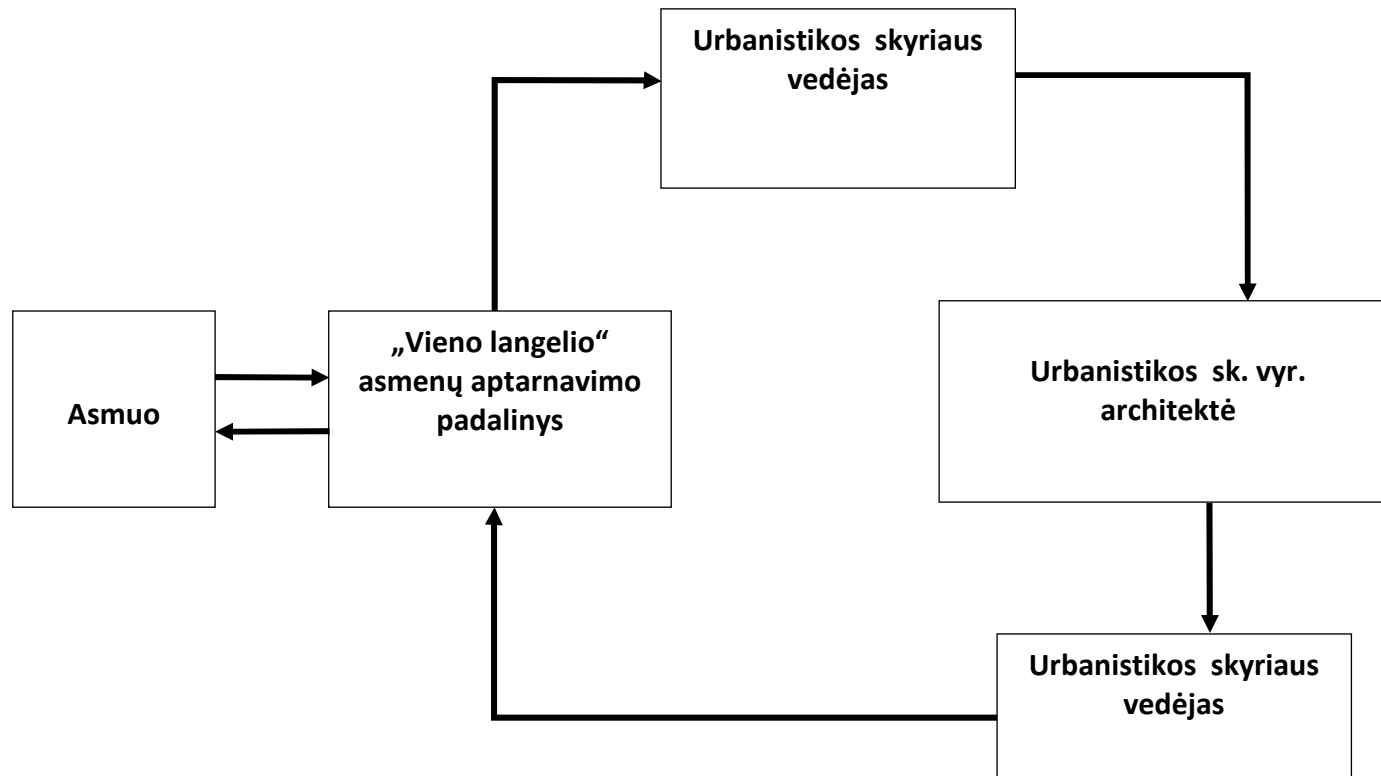 Urbanistikos skyriaus
vedėjas
Asmuo
„Vieno langelio“
asmenų aptarnavimo
padalinys
Urbanistikos sk. vyr.
architektė
Urbanistikos skyriaus
vedėjas